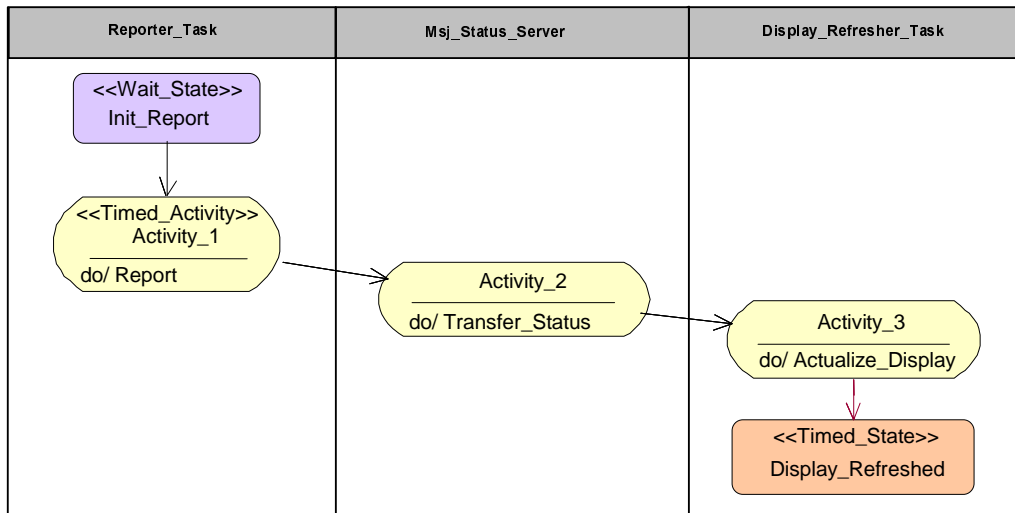 Reporter_Task
Msj_Status_Server
Display_Refresher_Task
<<Wait_State>>
Init_Report
<<Timed_Activity>>
Activity_1
do/ Report
Activity_2
do/ Transfer_Status
Activity_3
do/ Actualize_Display
<<Timed_State>>
Display_Refreshed